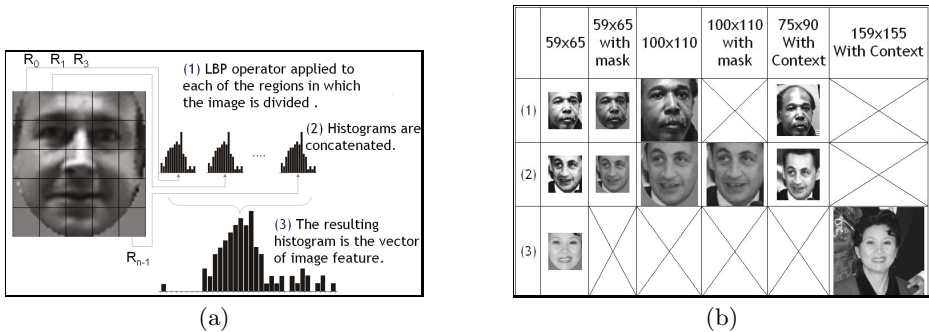 R0 R1 R3
(1) LBP operator applied to
each of the regions in which
the image is divided .
(2) Histograms are
concatenated.
....
(3) The resulting
histogram is the vector
of image feature.
Rn-1
(a)
59x65
59x65
with
mask
100x110
100x110
with
mask
75x90
With
Context
159x155
With Context
(1)
(2)
(3)
(b)